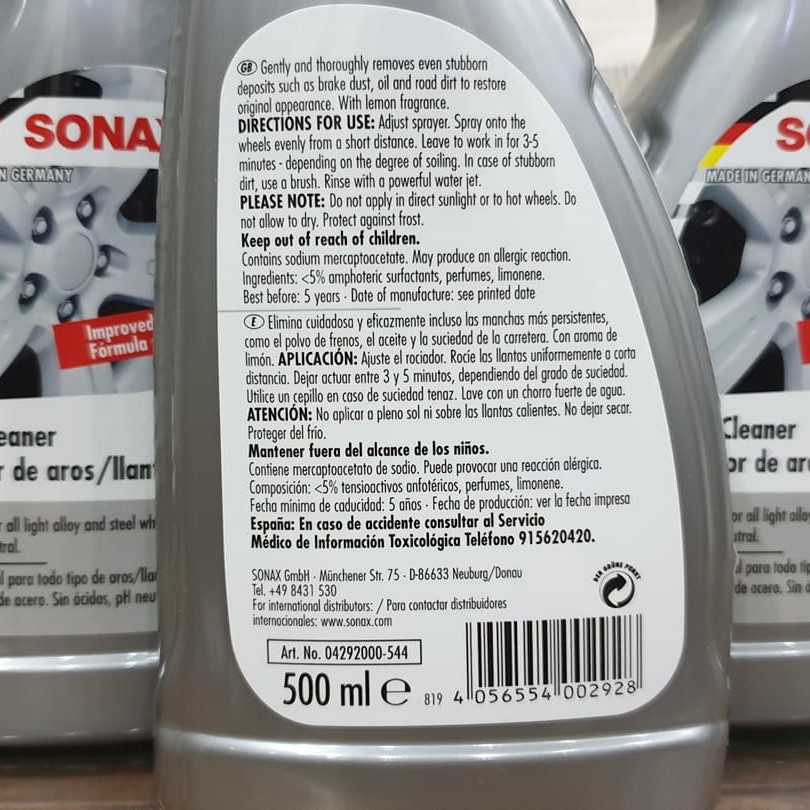 GB Gently and thoroughly removes even stubborn
deposits such as brake dust, oil and road dirt to restore
original appearance. With lemon fragrance.
DIRECTIONS FOR USE: Adjust sprayer. Spray onto the
wheels evenly from a short distance. Leave to work in for 3-5
minutes - depending on the degree of soiling. In case of stubborn
dirt, use a brush. Rinse with a powerful water jet.
PLEASE NOTE: Do not apply in direct sunlight or to hot wheels. Do
not allow to dry. Protect against frost.
Keep out of reach of children.
Contains sodium mercaptoacetate. May produce an allergic reaction.
Ingredients: <5% amphoteric surfactants, perfumes, limonene.
Best before: 5 years · Date of manufacture: see printed date
E Elimina cuidadosa y eficazmente incluso las manchas más persistentes,
como el polvo de frenos, el aceite y la suciedad de la carretera. Con aroma de
limón. APLICACIÓN: Ajuste el rociador. Rocíe las llantas uniformemente a corta
distancia. Dejar actuar entre 3 y 5 minutos, dependiendo del grado de suciedad.
Utilice un cepillo en caso de suciedad tenaz. Lave con un chorro fuerte de agua.
ATENCIÓN: No aplicar a pleno sol ni sobre las llantas calientes. No dejar secar.
Proteger del frío.
Mantener fuera del alcance de los niños.
Contiene mercaptoacetato de sodio. Puede provocar una reacción alérgica.
Composición: <5% tensioactivos anfotéricos, perfumes, limonene.
Fecha mínima de caducidad: 5 años · Fecha de producción: ver la fecha impresa
España: En caso de accidente consultar al Servicio
Médico de Información Toxicológica Teléfono 915620420.
SONAX GmbH · Münchener Str. 75 · D-86633 Neuburg/Donau
Tel. +49 8431 530
For international distributors: / Para contactar distribuidores
internacionales: www.sonax.com
DER GRÜNE PUNKT
Art. No. 04292000-544
500 ml e
819 4 056554 002928
SONAX
N GERMANY
Improved
Fórmula
eaner
r de aros/llan
r all light alloy and steel wh
tral.
l para todo tipo de aros/lla
de acero. Sin ácidos, pH neu
SO
MADE IN GERMAN
Cleaner
or de ar
or all light alloy
utral.
l para todo tip
de acero. Sin á